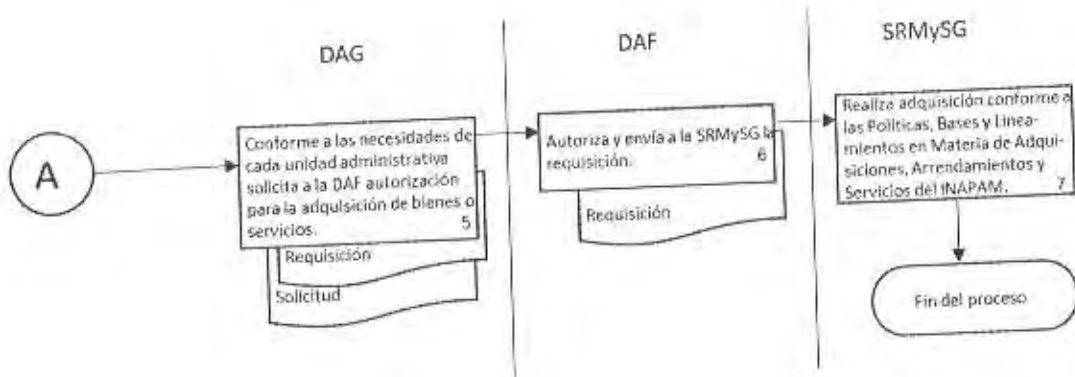 DAG
DAF
SRMySG
A
Conforme a las necesidades de
cada unidad administrativa
solicita a la DAF autorización
para la adquisición de bienes o
servicios. 5
Requisición
Solicitud
Autoriza y envía a la SRMySG la
requisición. 6
Requisición
Realiza adquisición conforme a
las Políticas, Bases y Linea-
mientos en Materia de Adqui-
siciones, Arrendamientos y
Servicios del INAPAM. 7
Fin del proceso